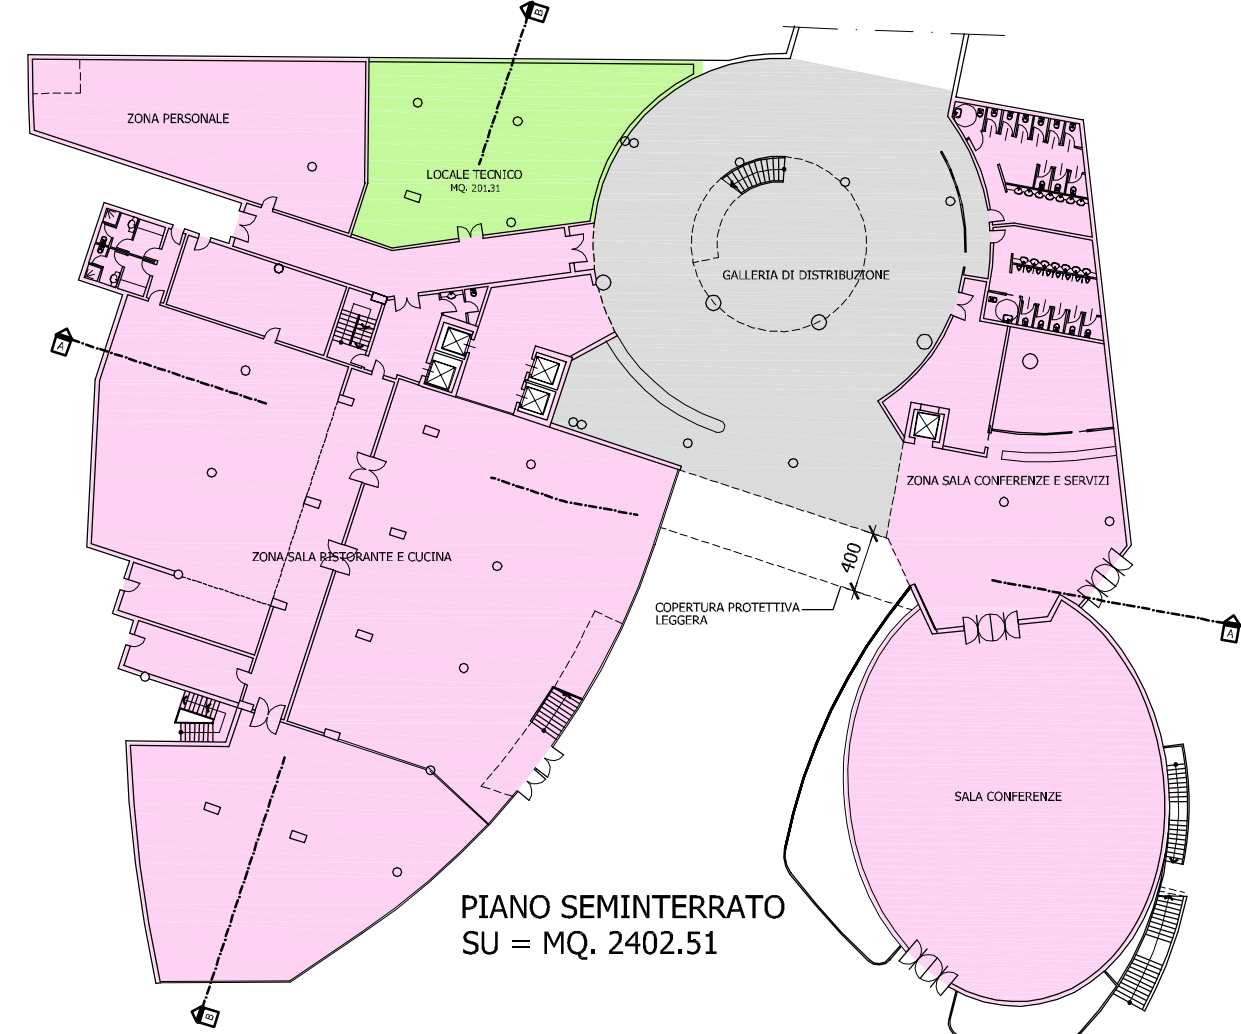 B
ZONA PERSONALE
LOCALE TECNICO
MQ. 201.31
GALLERIA DI DISTRIBUZIONE
A
ZONA SALA CONFERENZE E SERVIZI
ZONA SALA RISTORANTE E CUCINA
400
COPERTURA PROTETTIVA
LEGGERA
A
SALA CONFERENZE
PIANO SEMINTERRATO
SU = MQ. 2402.51
B